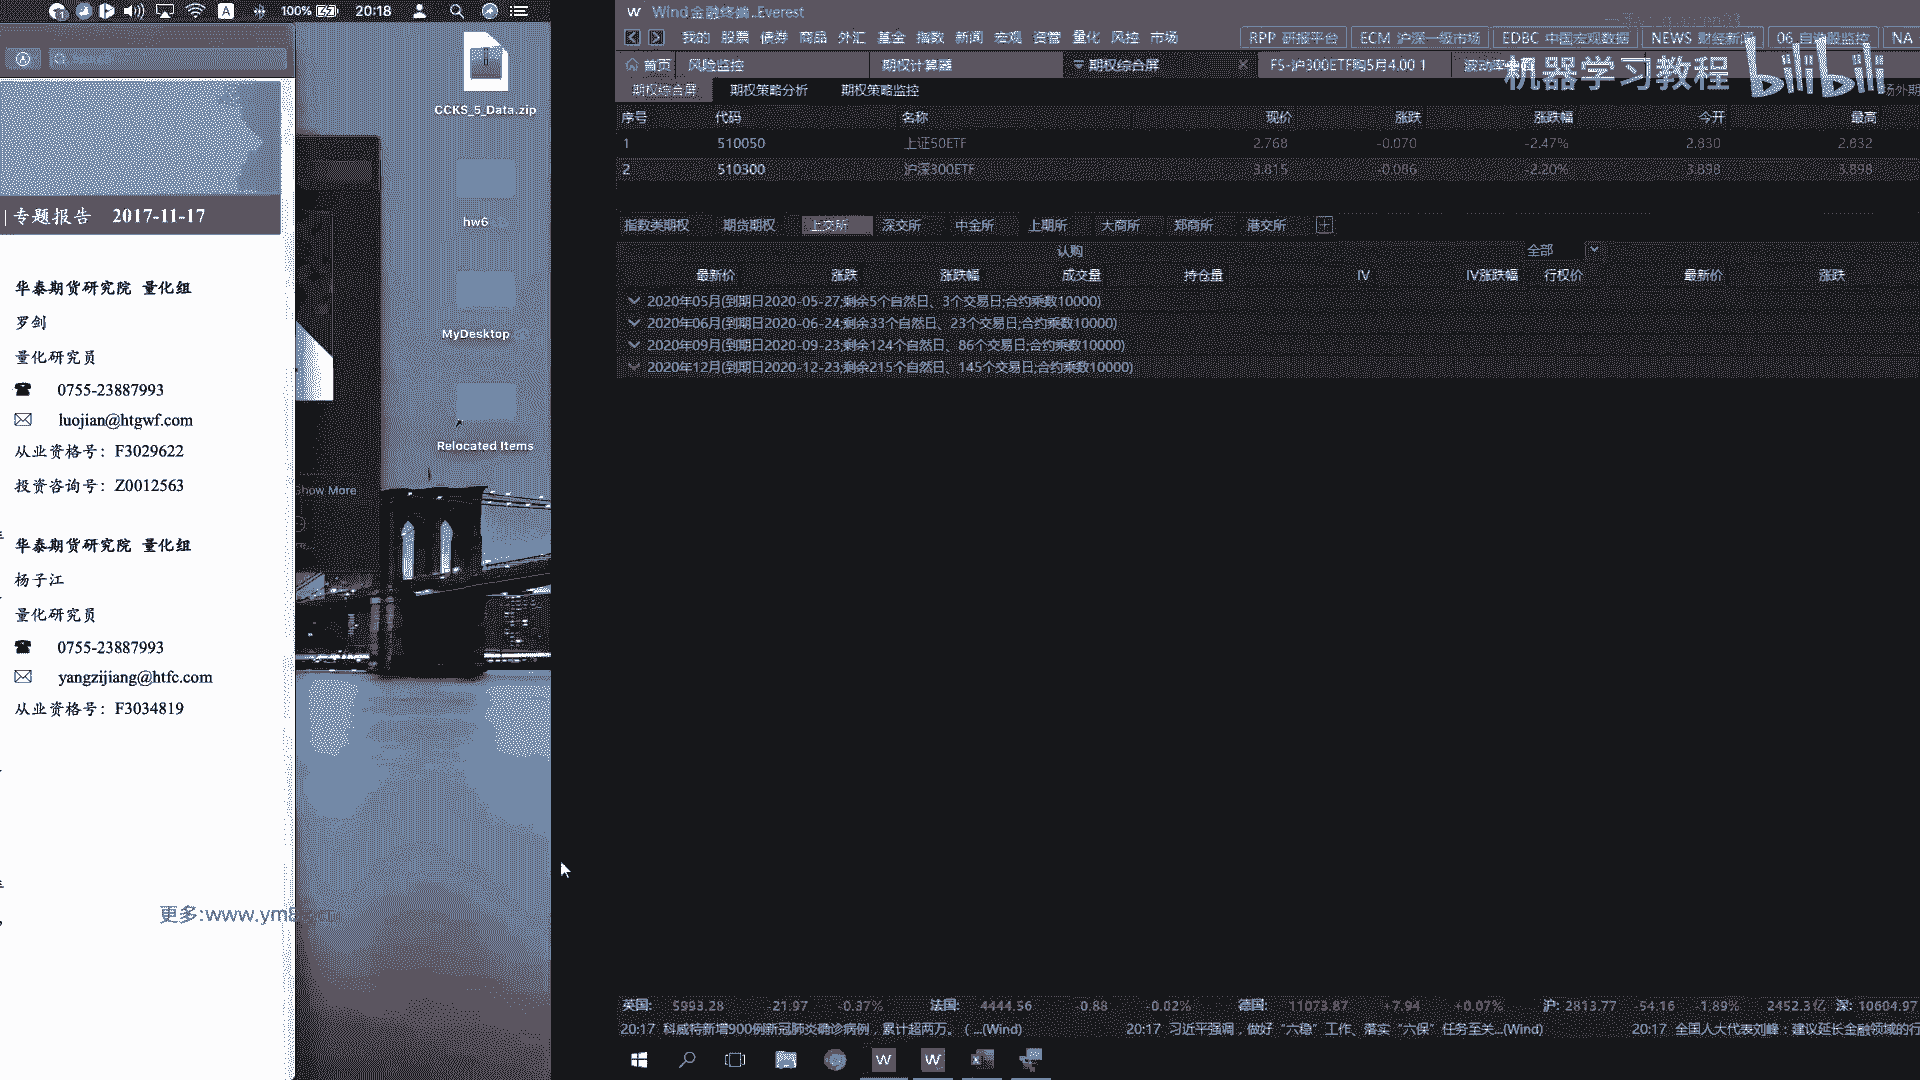 100% 20:18
| 专题报告 2017-11-17
华泰期货研究院 量化组
罗剑
量化研究员
0755-23887993
luojian@htgwf.com
从业资格号：F3029622
投资咨询号：Z0012563
华泰期货研究院 量化组
杨子江
量化研究员
0755-23887993
yangzijiang@htfc.com
从业资格号：F3034819
更多:www.ym
CCKS_5_Data.zip
hw6
MyDesktop
Relocated Items
Show More
Wind 金融终端 Everest
我的 股票 债券 商品 外汇 基金 指数 新闻 宏观 资管 量化 风控 市场
RPP 研报平台 ECM 沪深一级市场 EDBC 中国宏观数据 NEWS 财经新闻 06 NA
首页 风险监控 期权计算器 期权综合屏 F5-沪300ETF购5月4.00 1
机器学习教程 bilibili
期权综合屏 期权策略分析 期权策略监控
序号 代码 名称 现价 涨跌 涨跌幅 今开 最高
1 510050 上证50ETF 2.768 -0.070 -2.47% 2.830 2.832
2 510300 沪深300ETF 3.815 -0.086 -2.20% 3.898 3.898
指数类期权 期货期权 上交所 深交所 中金所 上期所 大商所 郑商所 港交所
认购 全部
最新价 涨跌 涨跌幅 成交量 持仓量 IV IV涨跌幅 行权价 最新价 涨跌
2020年05月(到期日2020-05-27;剩余5个自然日、3个交易日;合约乘数10000)
2020年06月(到期日2020-06-24;剩余33个自然日、23个交易日;合约乘数10000)
2020年09月(到期日2020-09-23;剩余124个自然日、86个交易日;合约乘数10000)
2020年12月(到期日2020-12-23;剩余215个自然日、145个交易日;合约乘数10000)
英国: 5993.28 -21.97 -0.37% 法国: 4444.56 -0.88 -0.02% 德国: 11073.87 +7.94 +0.07% 沪: 2813.77 -54.16 -1.89% 2452.3亿 深: 10604.97
20:17 科威特新增900例新冠肺炎确诊病例，累计超两万。（ ...(Wind) 20:17 习近平强调，做好“六稳”工作、落实“六保”任务至关...(Wind) 20:17 全国人大代表刘峰：建议延长金融领域的行